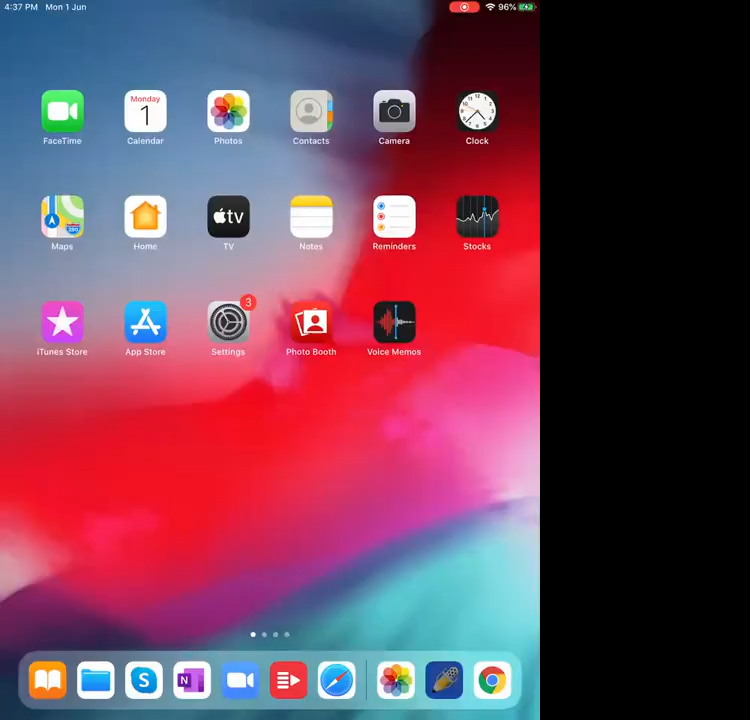 4:37 PM Mon 1 Jun 96%
Monday
1
FaceTime Calendar Photos Contacts Camera Clock
280
tv
Maps Home TV Notes Reminders Stocks
3
iTunes Store App Store Settings Photo Booth Voice Memos
S N